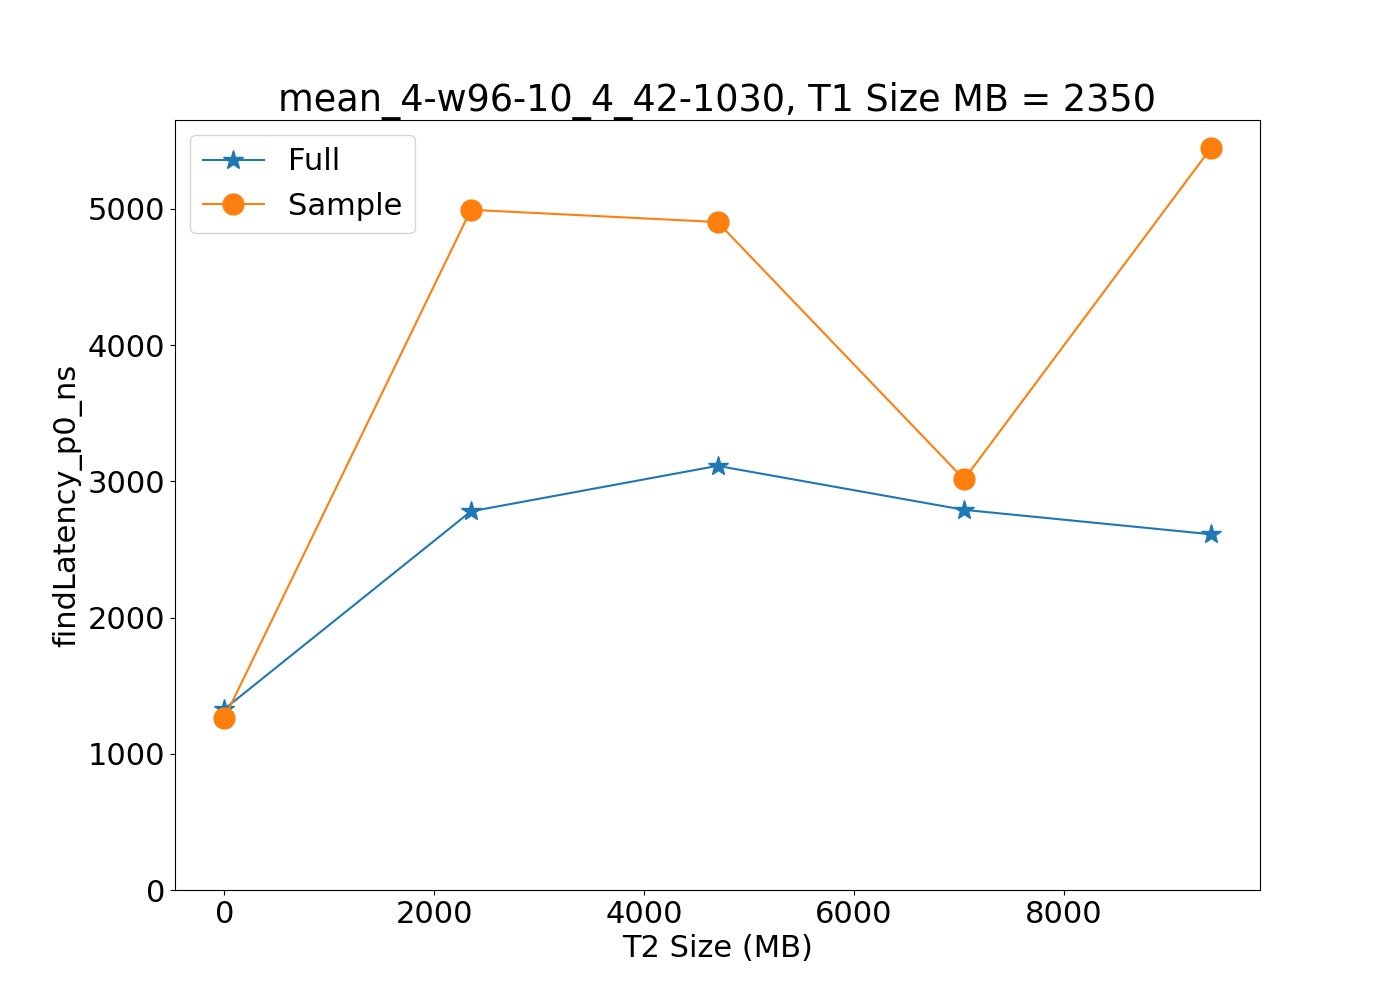 mean_4-w96-10_4_42-1030, T1 Size MB = 2350
Full
Sample
findLatency_p0_ns
5000
4000
3000
2000
1000
0
0 2000 4000 6000 8000
T2 Size (MB)